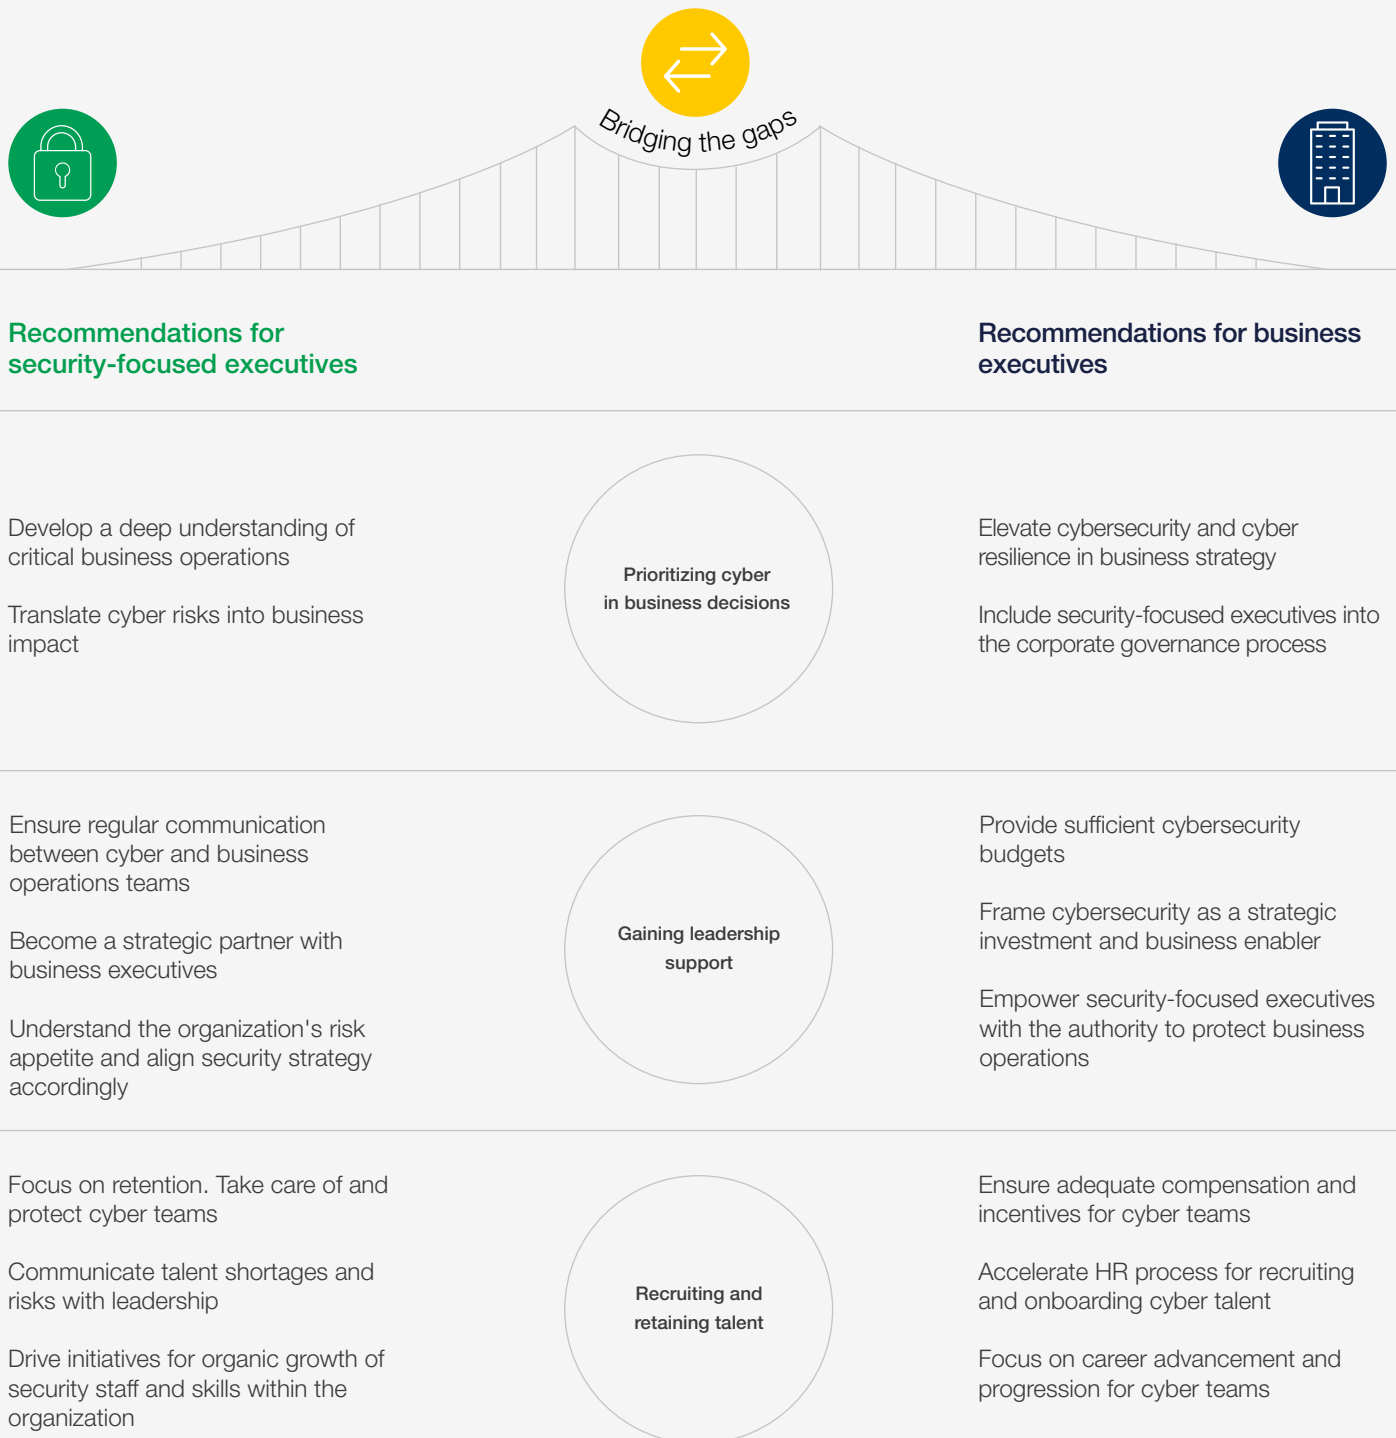 Bridging the gaps
Recommendations for
security-focused executives
Recommendations for business
executives
Develop a deep understanding of
critical business operations
Translate cyber risks into business
impact
Prioritizing cyber
in business decisions
Elevate cybersecurity and cyber
resilience in business strategy
Include security-focused executives into
the corporate governance process
Ensure regular communication
between cyber and business
operations teams
Become a strategic partner with
business executives
Understand the organization's risk
appetite and align security strategy
accordingly
Gaining leadership
support
Provide sufficient cybersecurity
budgets
Frame cybersecurity as a strategic
investment and business enabler
Empower security-focused executives
with the authority to protect business
operations
Focus on retention. Take care of and
protect cyber teams
Communicate talent shortages and
risks with leadership
Drive initiatives for organic growth of
security staff and skills within the
organization
Recruiting and
retaining talent
Ensure adequate compensation and
incentives for cyber teams
Accelerate HR process for recruiting
and onboarding cyber talent
Focus on career advancement and
progression for cyber teams